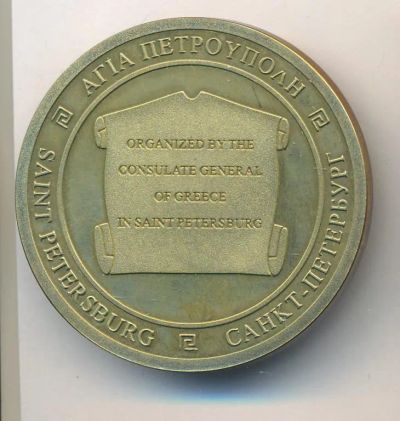 ΑΓΙΑ ΠΕΤΡΟΥΠΟΛΗ
ORGANIZED BY THE
CONSULATE GENERAL
OF GREECE
IN SAINT PETERSBURG
SAINT PETERSBURG
САНКТ-ПЕТЕРБУРГ